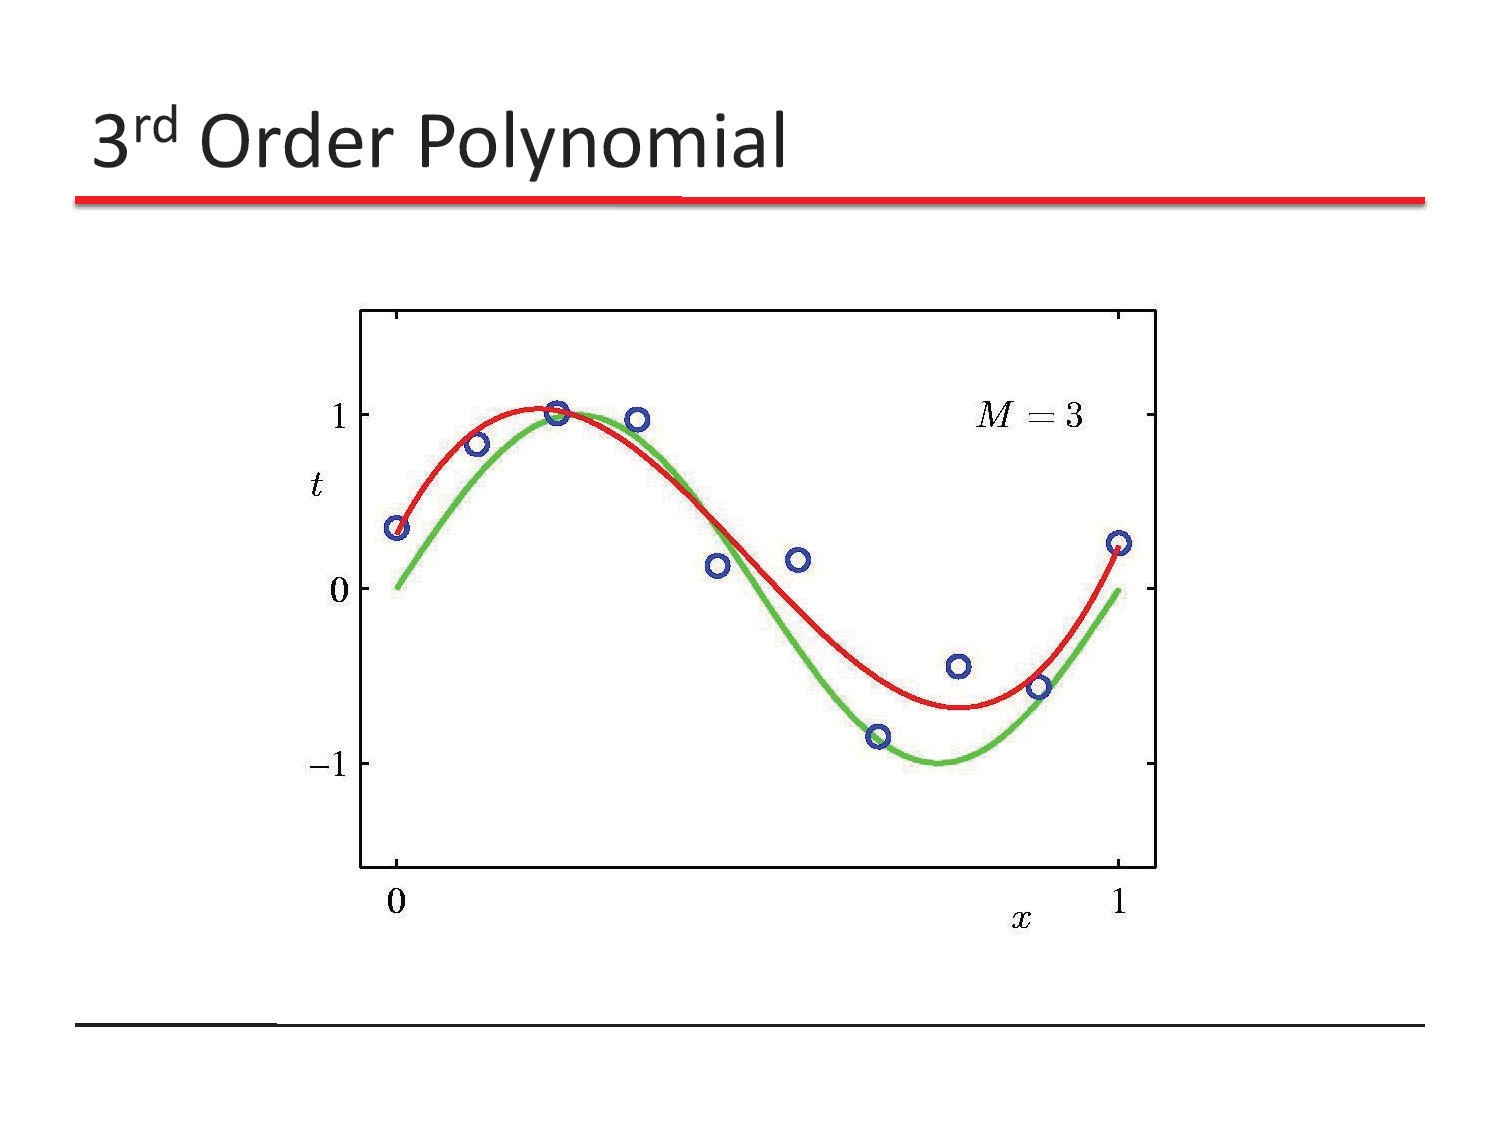 3rd Order Polynomial
M = 3
1
t
0
−1
0
1
x